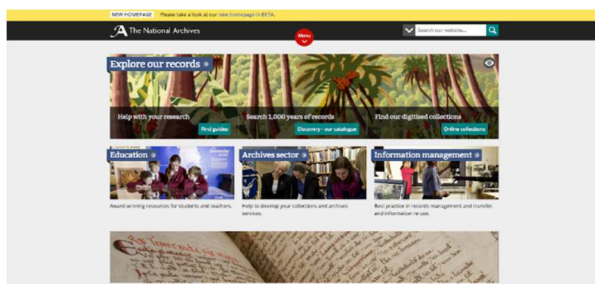 NEW HOMEPAGE Please take a look at our new homepage in BETA.
The National Archives
Menu
Search our website...
Explore our records
Help with your research
Search 1,000 years of records
Find our digitised collections
Find guides
Discovery - our catalogue
Online collections
Education
Archives sector
Information management
Award-winning resources for students and teachers.
Help to develop your collections and archives
services.
Best practice in records management and transfer,
and information re-use.